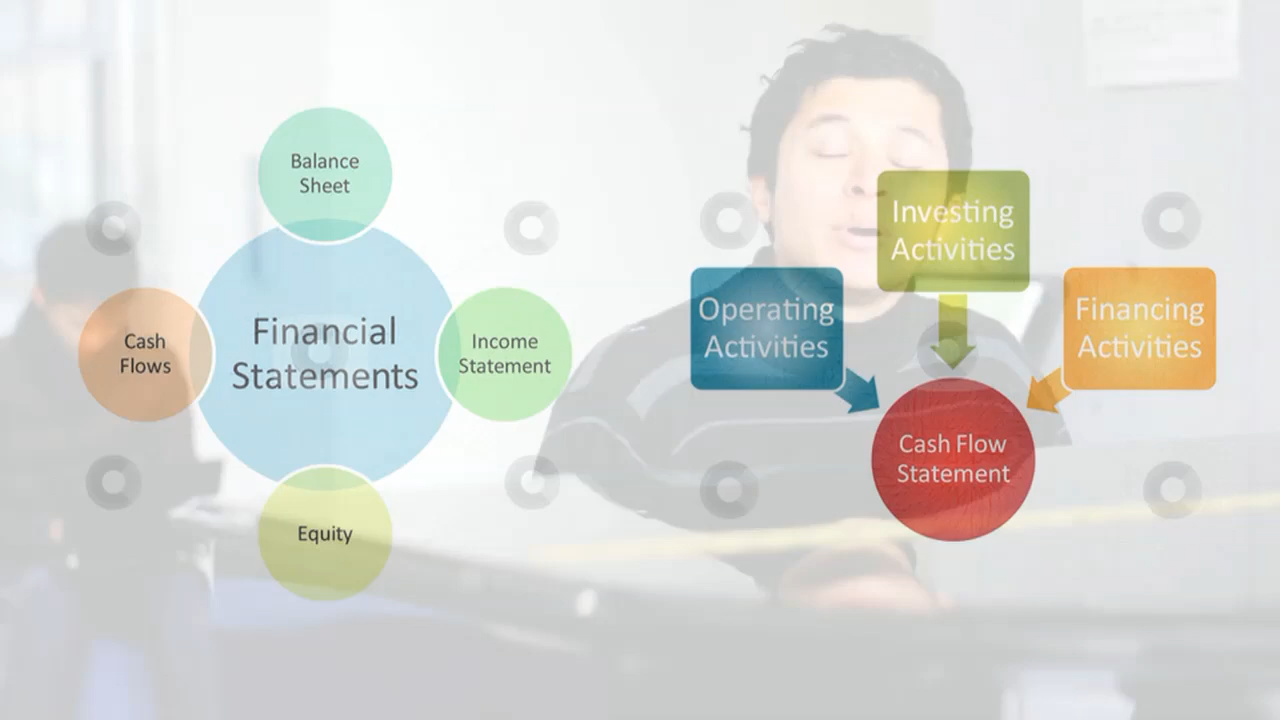 Balance
Sheet
Cash
Flows
Financial
Statements
Income
Statement
Equity
Investing
Activities
Operating
Activities
Financing
Activities
Cash Flow
Statement